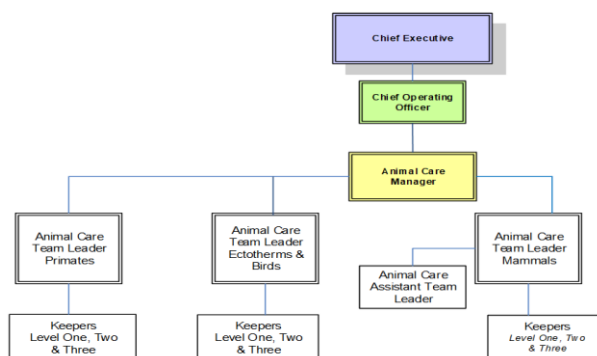 Chief Executive
Chief Operating
Officer
Animal Care
Manager
Animal Care
Team Leader
Primates
Animal Care
Team Leader
Ectotherms &
Birds
Animal Care
Team Leader
Mammals
Animal Care
Assistant Team
Leader
Keepers
Level One, Two
& Three
Keepers
Level One, Two
& Three
Keepers
Level One, Two
& Three